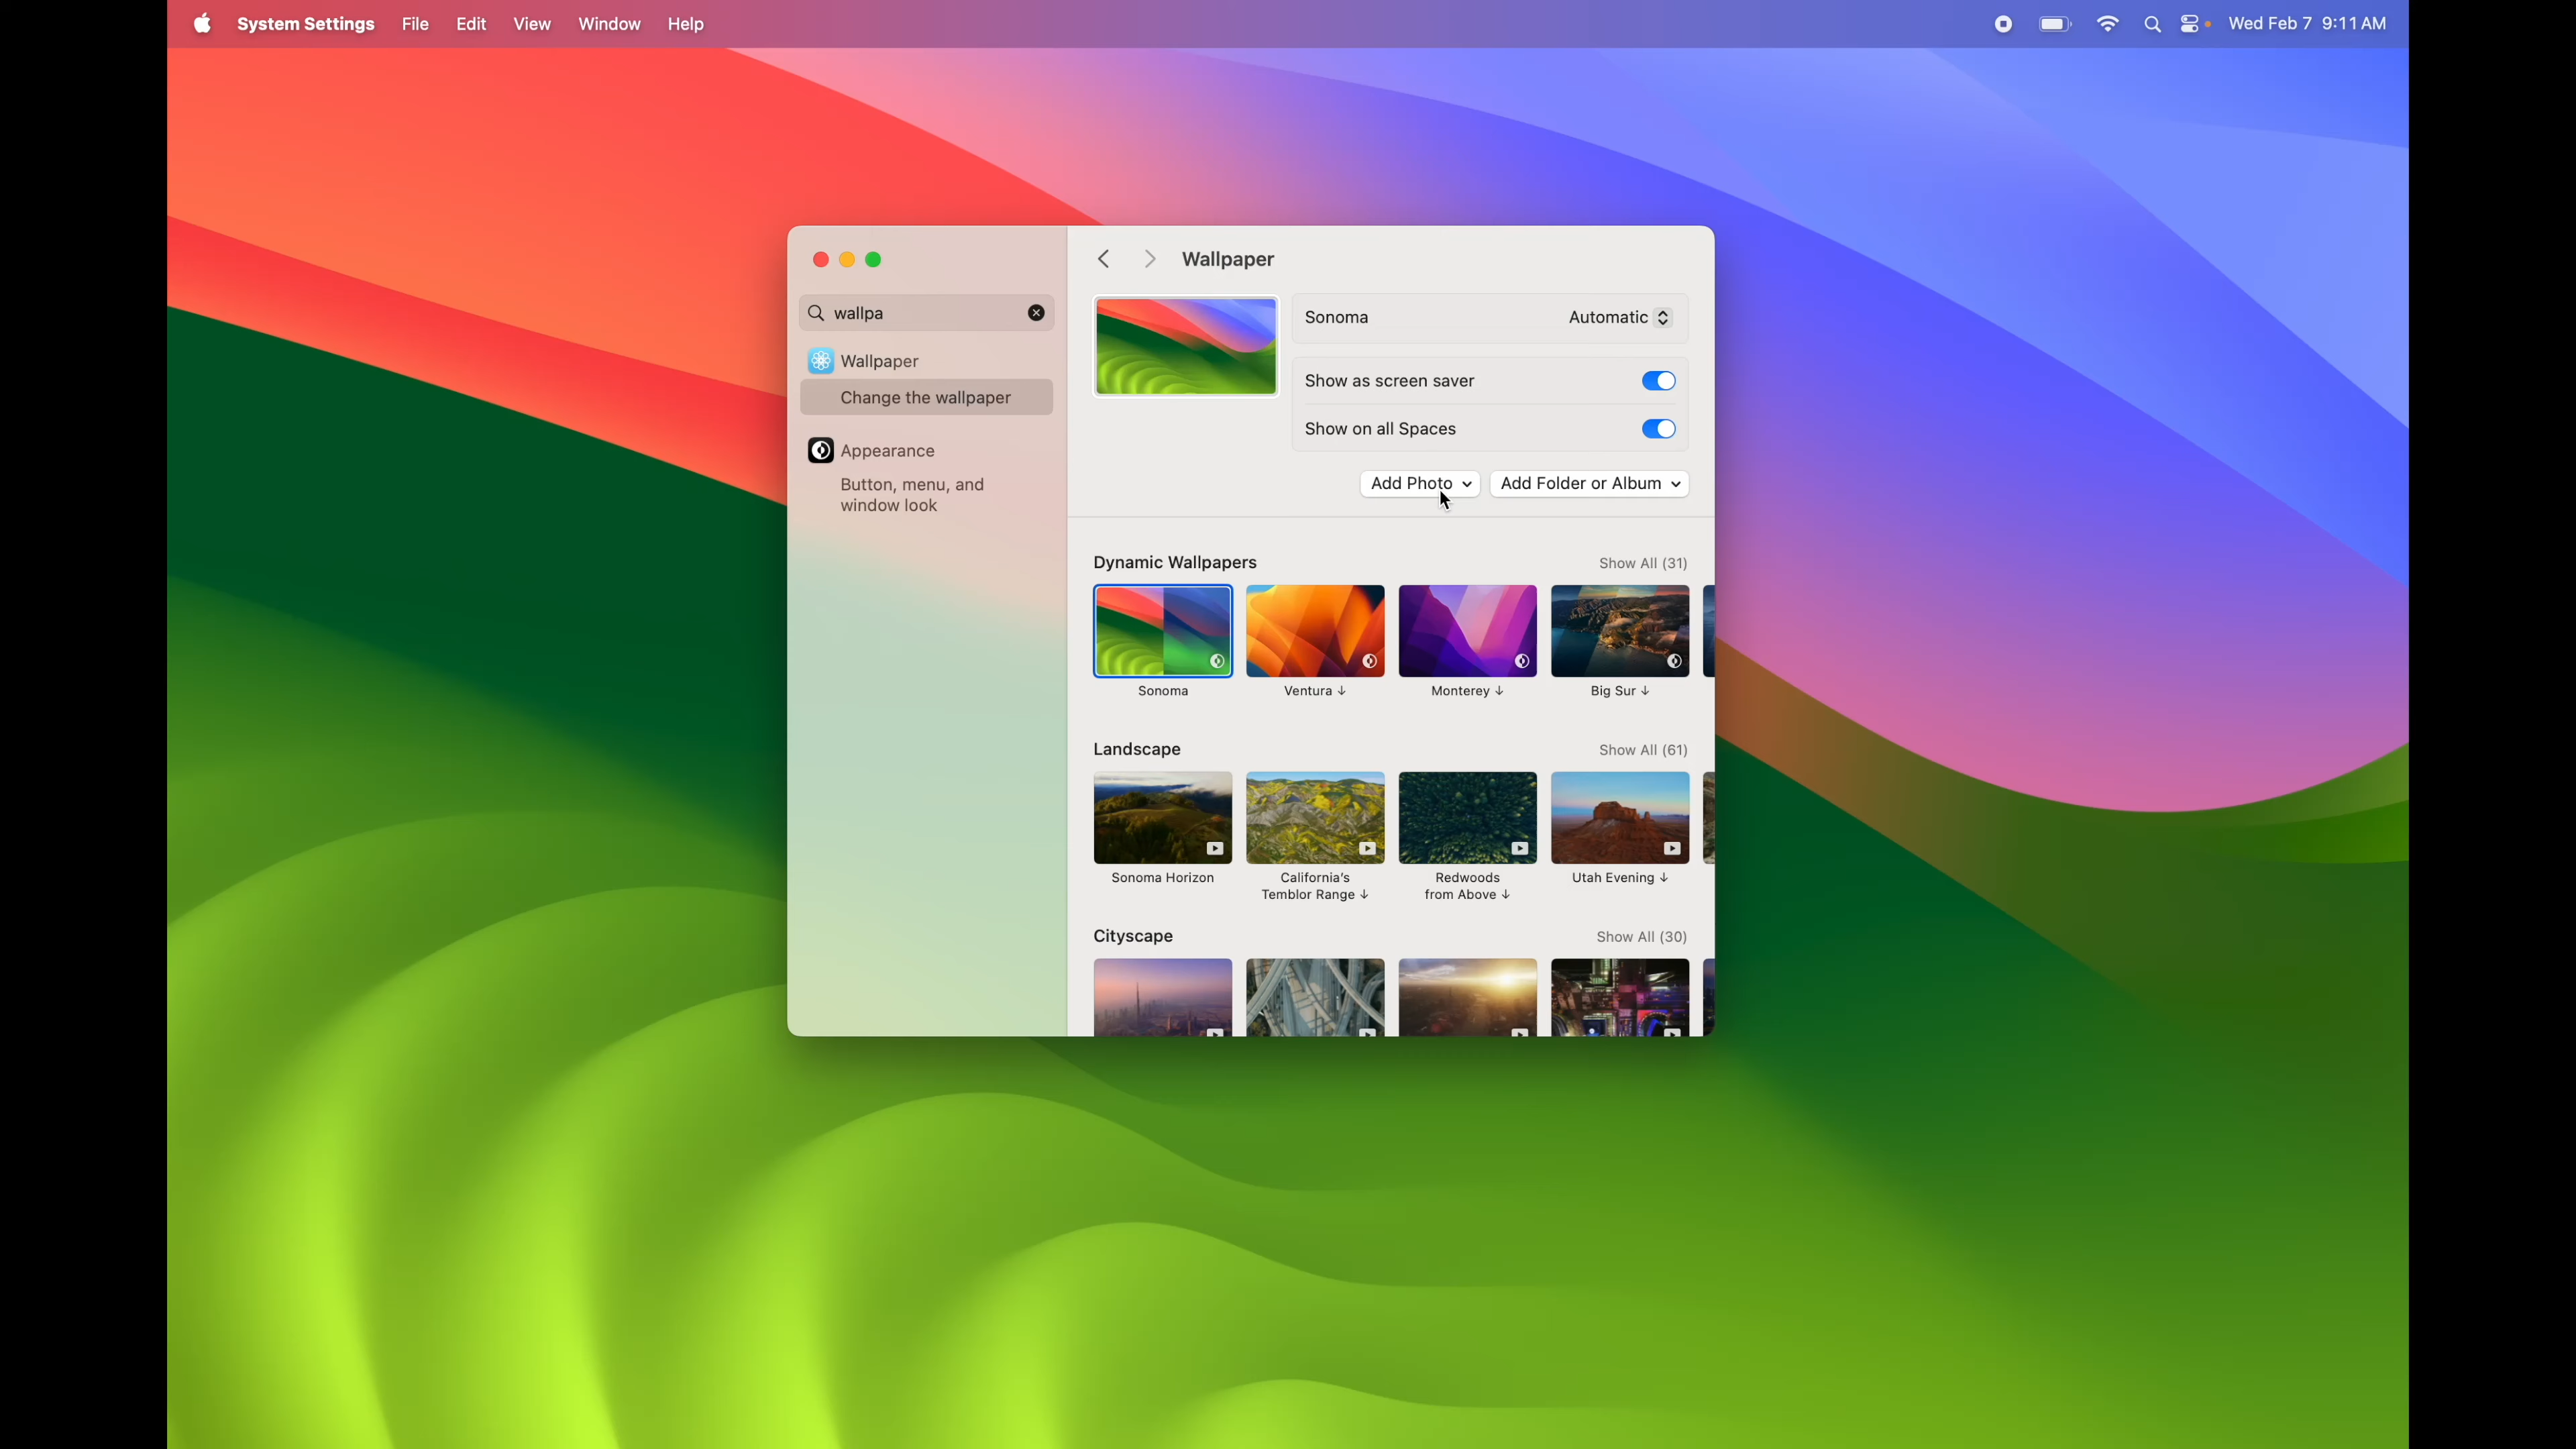 System Settings File Edit View Window Help Wed Feb 7 9:11 AM
wallpa
Wallpaper
Change the wallpaper
Appearance
Button, menu, and
window look
Wallpaper
Sonoma Automatic
Show as screen saver
Show on all Spaces
Add Photo Add Folder or Album
Dynamic Wallpapers Show All (31)
Sonoma Ventura ↓ Monterey ↓ Big Sur ↓
Landscape Show All (61)
Sonoma Horizon California's Redwoods Utah Evening ↓
Temblor Range ↓ from Above ↓
Cityscape Show All (30)